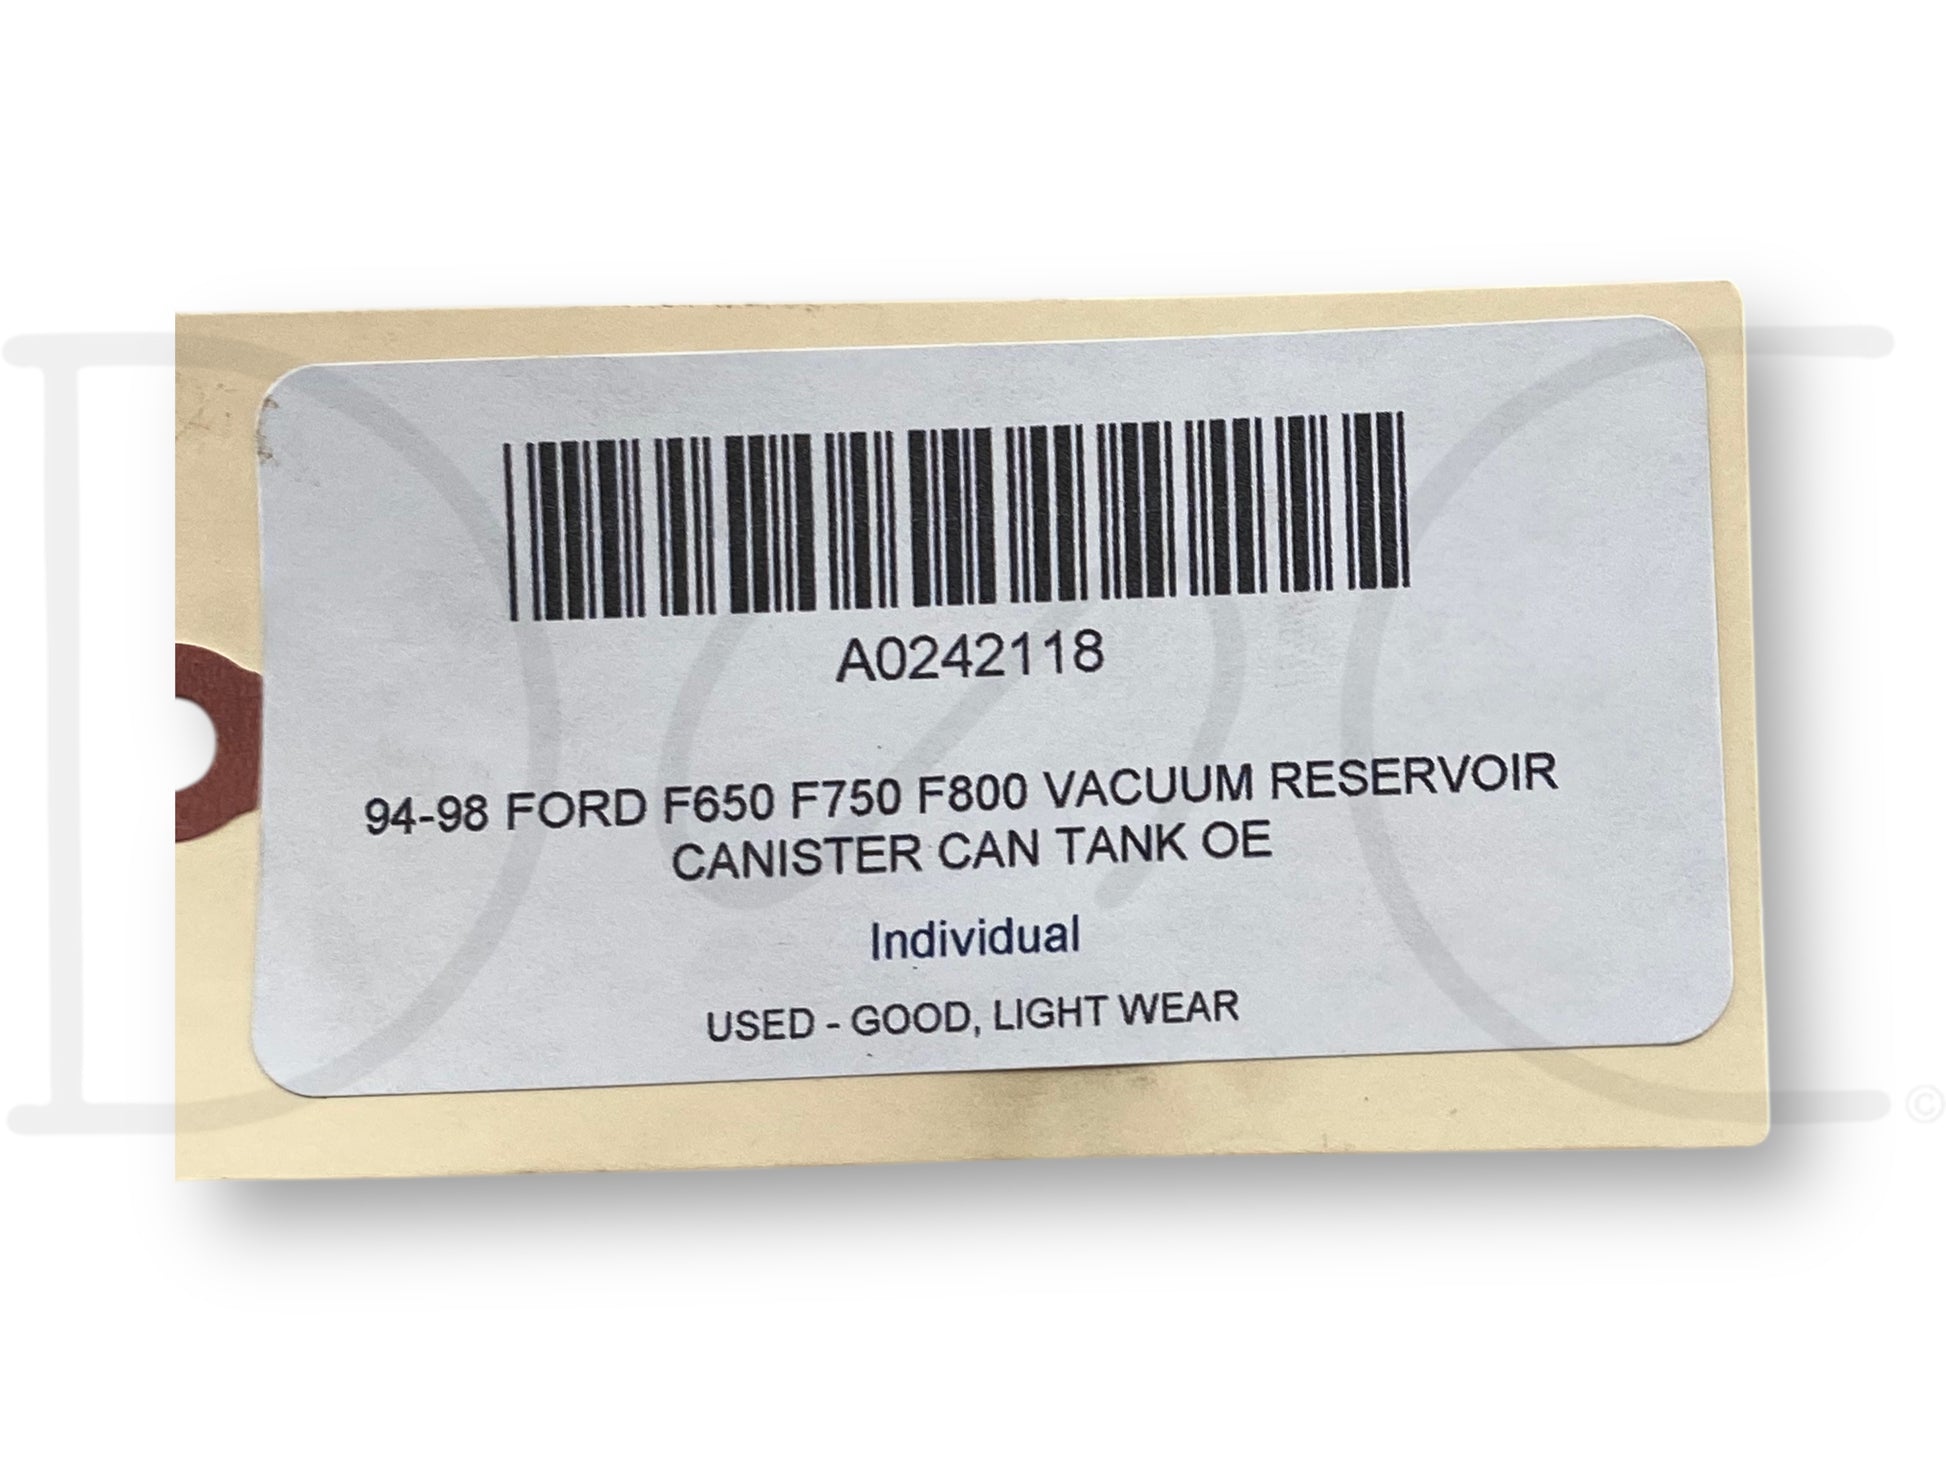 A0242118
94-98 FORD F650 F750 F800 VACUUM RESERVOIR
CANISTER CAN TANK OE
Individual
USED - GOOD, LIGHT WEAR
©